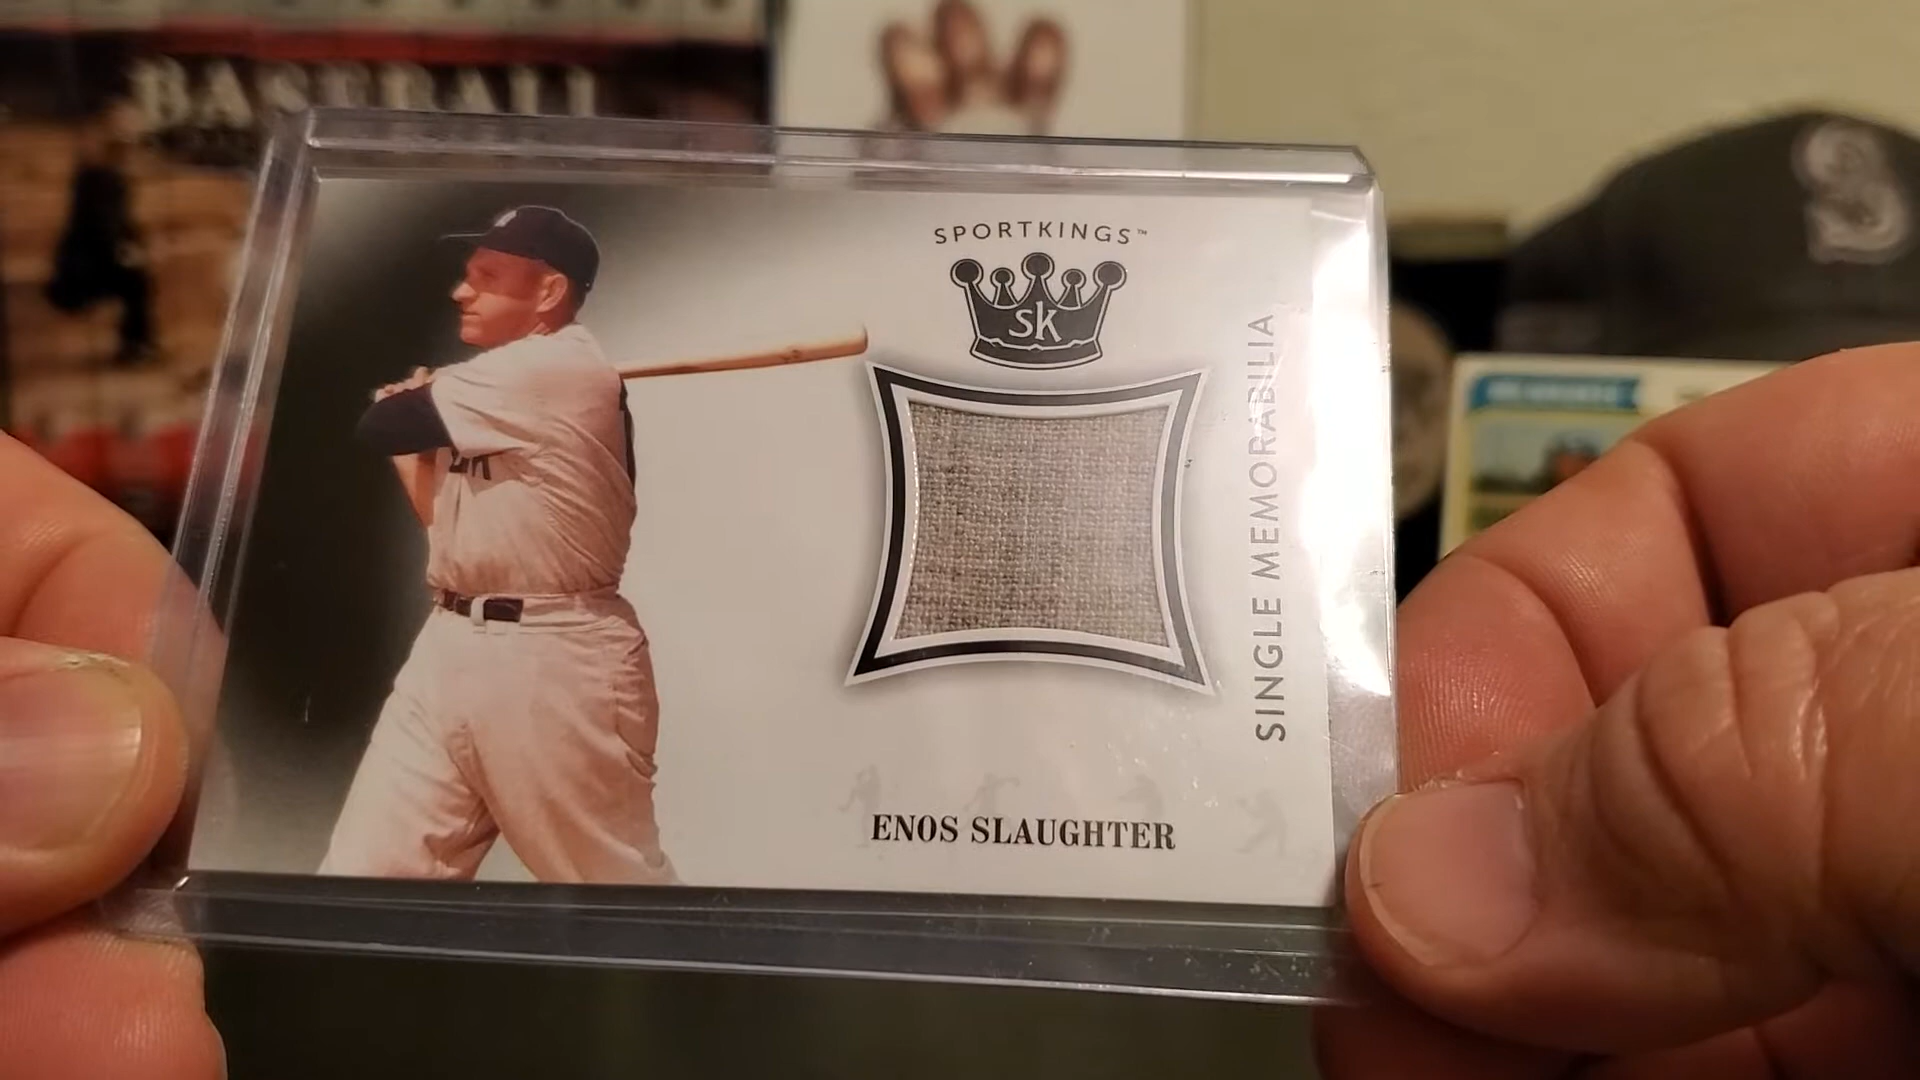 BASEBALL
SPORTKINGS™
sk
SINGLE MEMORABILIA
ENOS SLAUGHTER